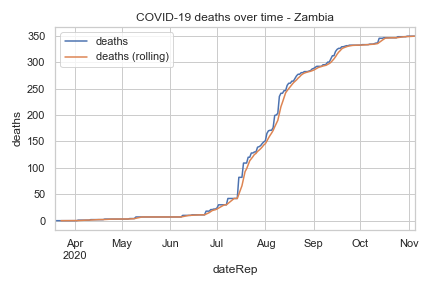 COVID-19 deaths over time - Zambia
deaths
deaths (rolling)
350
300
250
200
150
100
50
0
deaths
Apr May Jun Jul Aug Sep Oct Nov
2020
dateRep